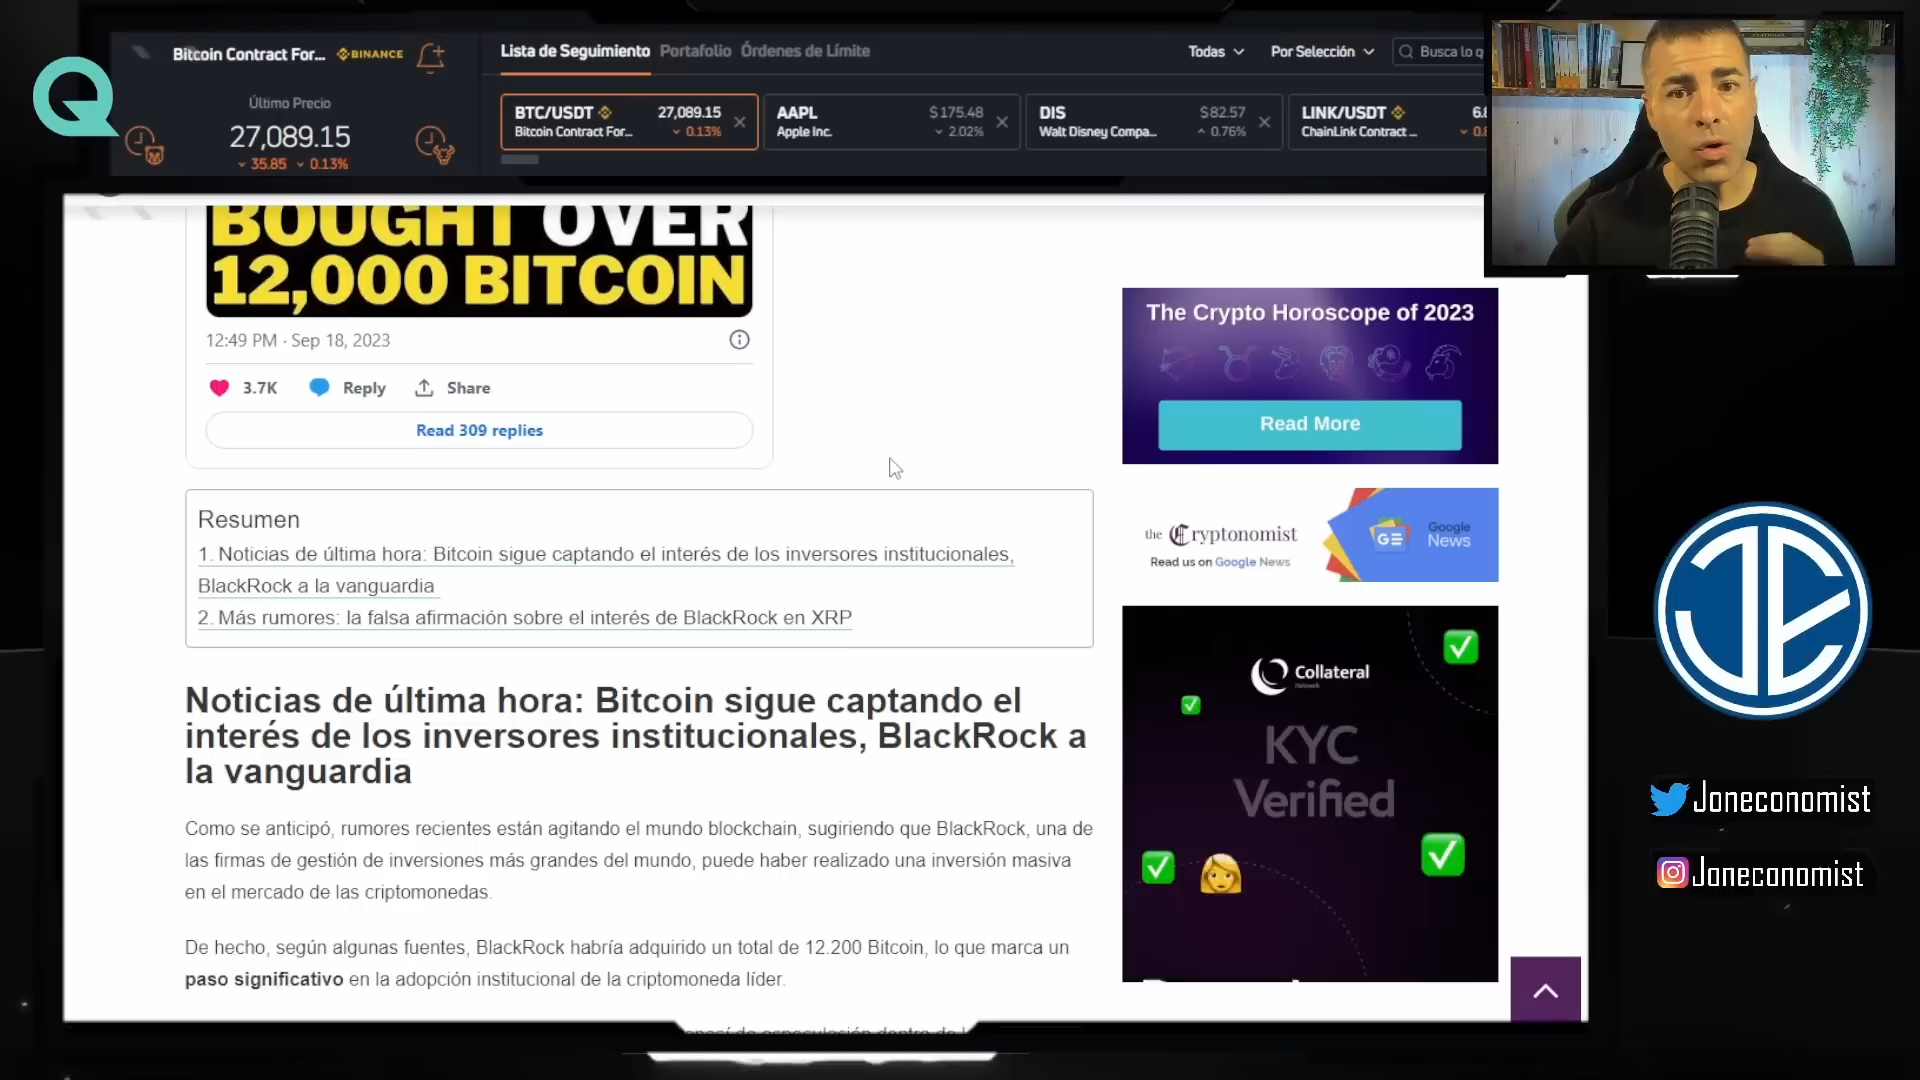 Bitcoin Contract For...
BINANCE
Último Precio
27,089.15
35.85
0.13%
Lista de Seguimiento
Portafolio
Órdenes de Límite
Todas
Por Selección
Busca lo q
BTC/USDT
27,089.15
Bitcoin Contract For...
0.13%
AAPL
$175.48
Apple Inc.
2.02%
DIS
$82.57
Walt Disney Compa...
0.76%
LINK/USDT
6.8
ChainLink Contract ...
0.8
BOUGHT OVER
12,000 BITCOIN
12:49 PM · Sep 18, 2023
3.7K
Reply
Share
Read 309 replies
Resumen
1. Noticias de última hora: Bitcoin sigue captando el interés de los inversores institucionales,
BlackRock a la vanguardia
2. Más rumores: la falsa afirmación sobre el interés de BlackRock en XRP
Noticias de última hora: Bitcoin sigue captando el
interés de los inversores institucionales, BlackRock a
la vanguardia
Como se anticipó, rumores recientes están agitando el mundo blockchain, sugiriendo que BlackRock, una de
las firmas de gestión de inversiones más grandes del mundo, puede haber realizado una inversión masiva
en el mercado de las criptomonedas.
De hecho, según algunas fuentes, BlackRock habría adquirido un total de 12.200 Bitcoin, lo que marca un
paso significativo en la adopción institucional de la criptomoneda líder.
The Crypto Horoscope of 2023
Read More
the Cryptonomist
Read us on Google News
GE
Google
News
Collateral
Network
KYC
Verified
JE
Joneconomist
Joneconomist